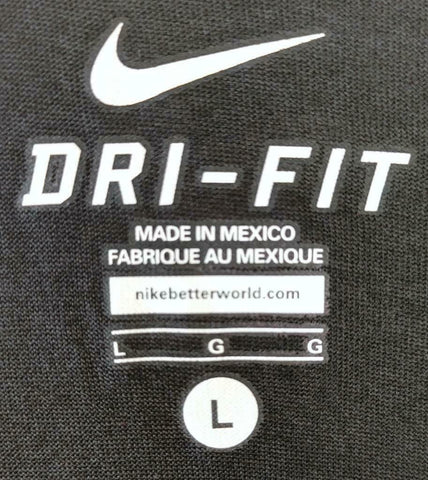 DRI-FIT
MADE IN MEXICO
FABRIQUE AU MEXIQUE
nikebetterworld.com
L G G
L